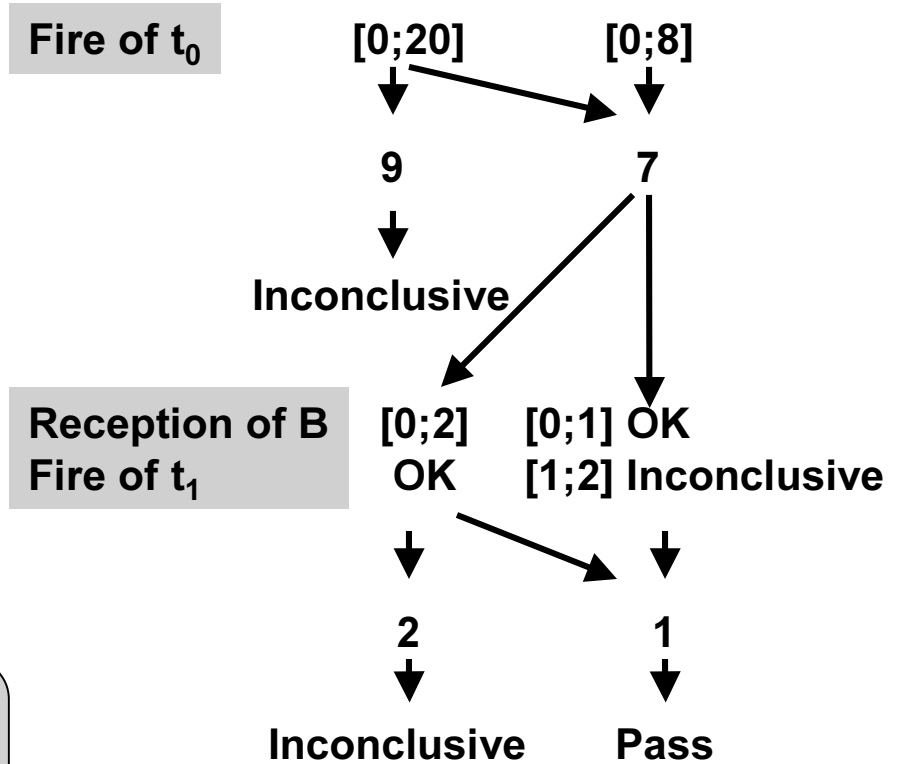 Fire of t₀ [0;20] [0;8]
9 7
Inconclusive
Reception of B [0;2] [0;1] OK
Fire of t₁ OK [1;2] Inconclusive
2 1
Inconclusive Pass